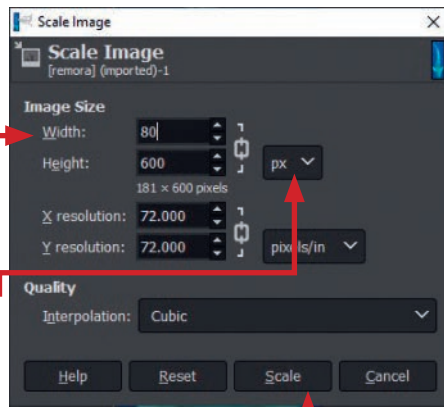 Scale Image
Scale Image
[remora] (imported)-1
Image Size
Width: 80
Height: 600 px
181 × 600 pixels
X resolution: 72.000
Y resolution: 72.000 pixels/in
Quality
Interpolation: Cubic
Help Reset Scale Cancel